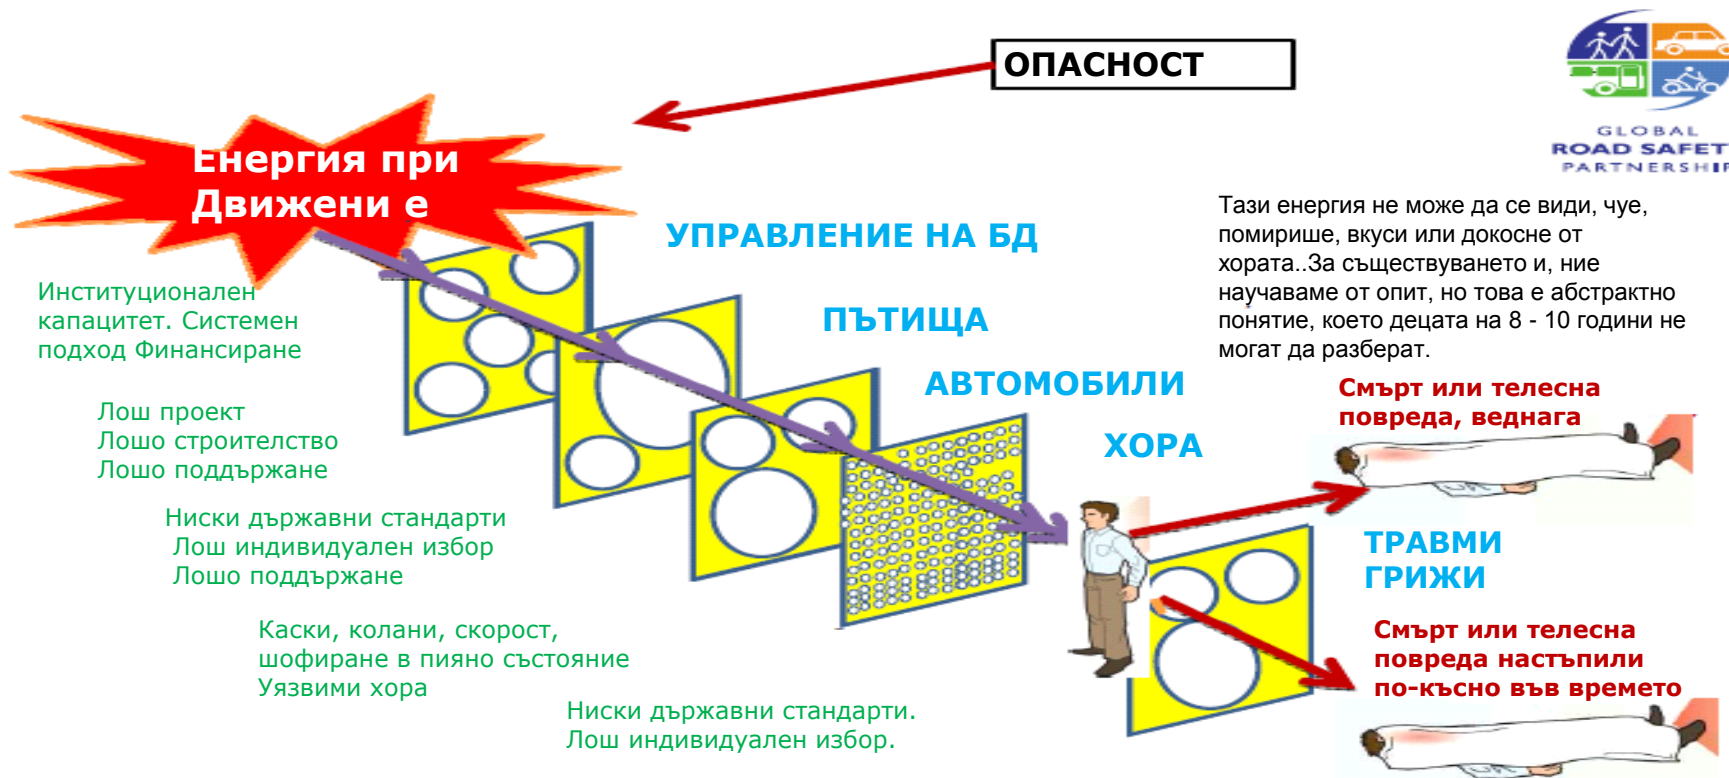 ОПАСНОСТ
GLOBAL
ROAD SAFETY
PARTNERSHIP
Енергия при
Движени е
УПРАВЛЕНИЕ НА БД
ПЪТИЩА
АВТОМОБИЛИ
ХОРА
Тази енергия не може да се види, чуе,
помирише, вкуси или докосне от
хората..За съществуването и, ние
научаваме от опит, но това е абстрактно
понятие, което децата на 8 - 10 години не
могат да разберат.
Институционален
капацитет. Системен
подход Финансиране
Лош проект
Лошо строителство
Лошо поддържане
Ниски държавни стандарти
Лош индивидуален избор
Лошо поддържане
Каски, колани, скорост,
шофиране в пияно състояние
Уязвими хора
Ниски държавни стандарти.
Лош индивидуален избор.
Смърт или телесна
повреда, веднага
ТРАВМИ
ГРИЖИ
Смърт или телесна
повреда настъпили
по-късно във времето